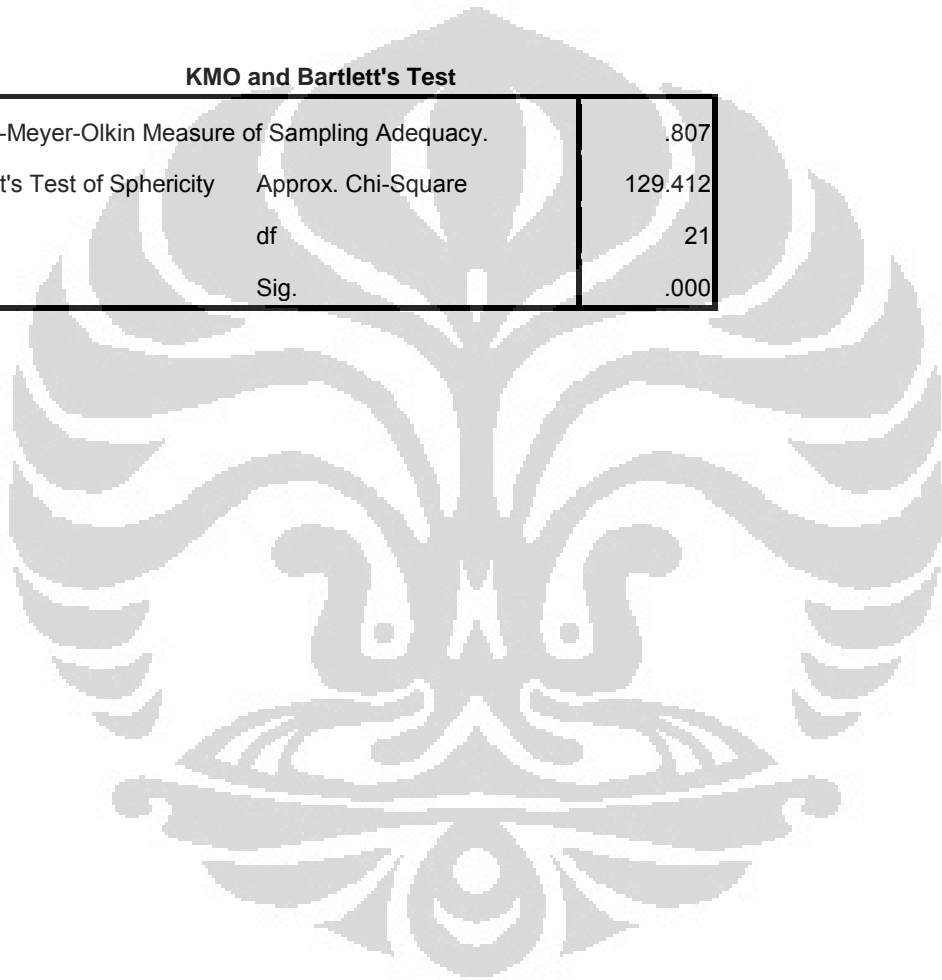 KMO and Bartlett's Test
-Meyer-Olkin Measure of Sampling Adequacy. .807
t's Test of Sphericity Approx. Chi-Square 129.412
df 21
Sig. .000